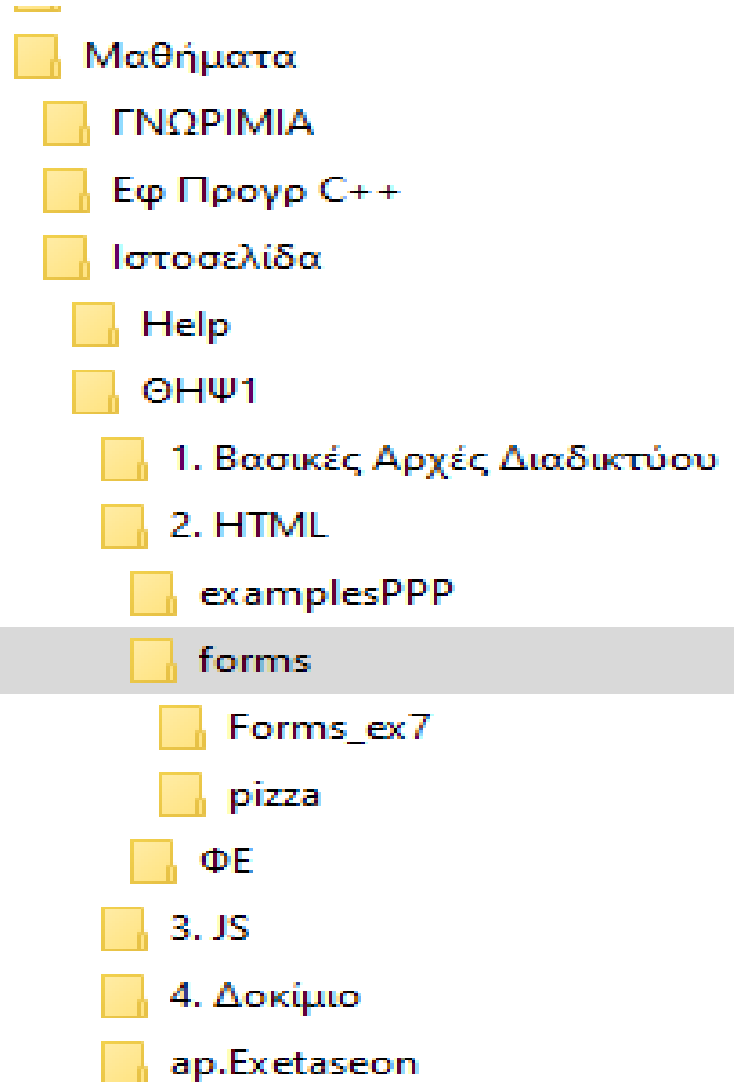 Μαθήματα
ΓΝΩΡΙΜΙΑ
Εφ Προγρ C++
Ιστοσελίδα
Help
ΘΗΨ1
1. Βασικές Αρχές Διαδικτύου
2. HTML
examplesPPP
forms
Forms_ex7
pizza
ΦΕ
3. JS
4. Δοκίμιο
ap.Exetaseon